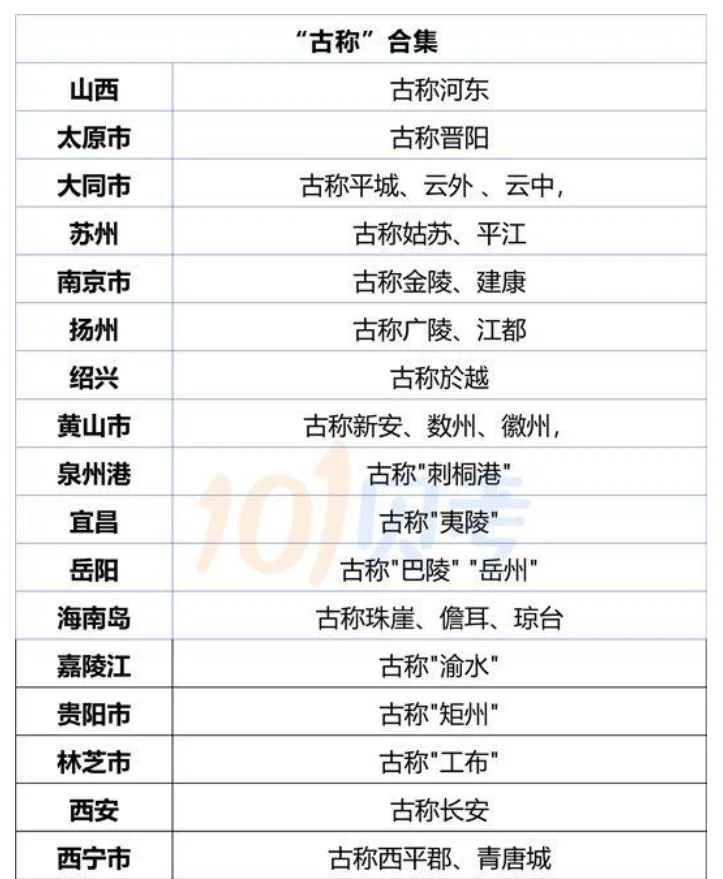 “古称”合集
山西 古称河东
太原市 古称晋阳
大同市 古称平城、云外 、云中，
苏州 古称姑苏、平江
南京市 古称金陵、建康
扬州 古称广陵、江都
绍兴 古称於越
黄山市 古称新安、数州、徽州，
泉州港 古称"刺桐港"
宜昌 古称"夷陵"
岳阳 古称"巴陵" "岳州"
海南岛 古称珠崖、儋耳、琼台
嘉陵江 古称"渝水"
贵阳市 古称"矩州"
林芝市 古称"工布"
西安 古称长安
西宁市 古称西平郡、青唐城
101贝考